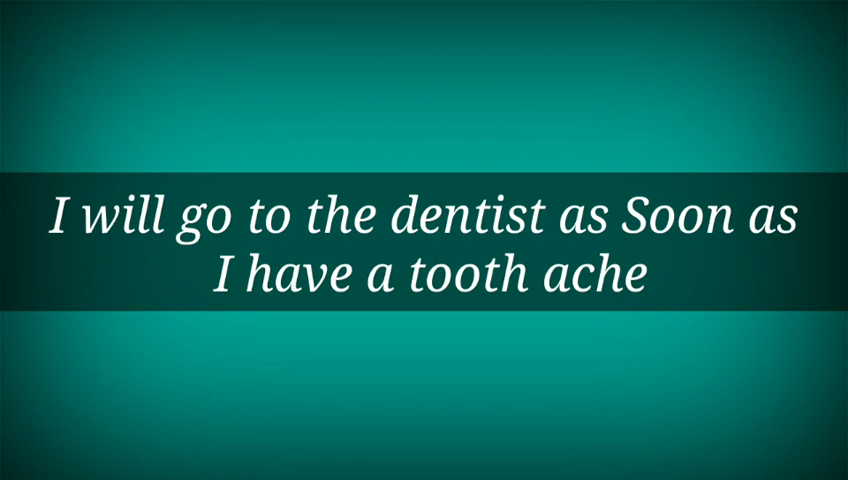 I will go to the dentist as Soon as
I have a tooth ache